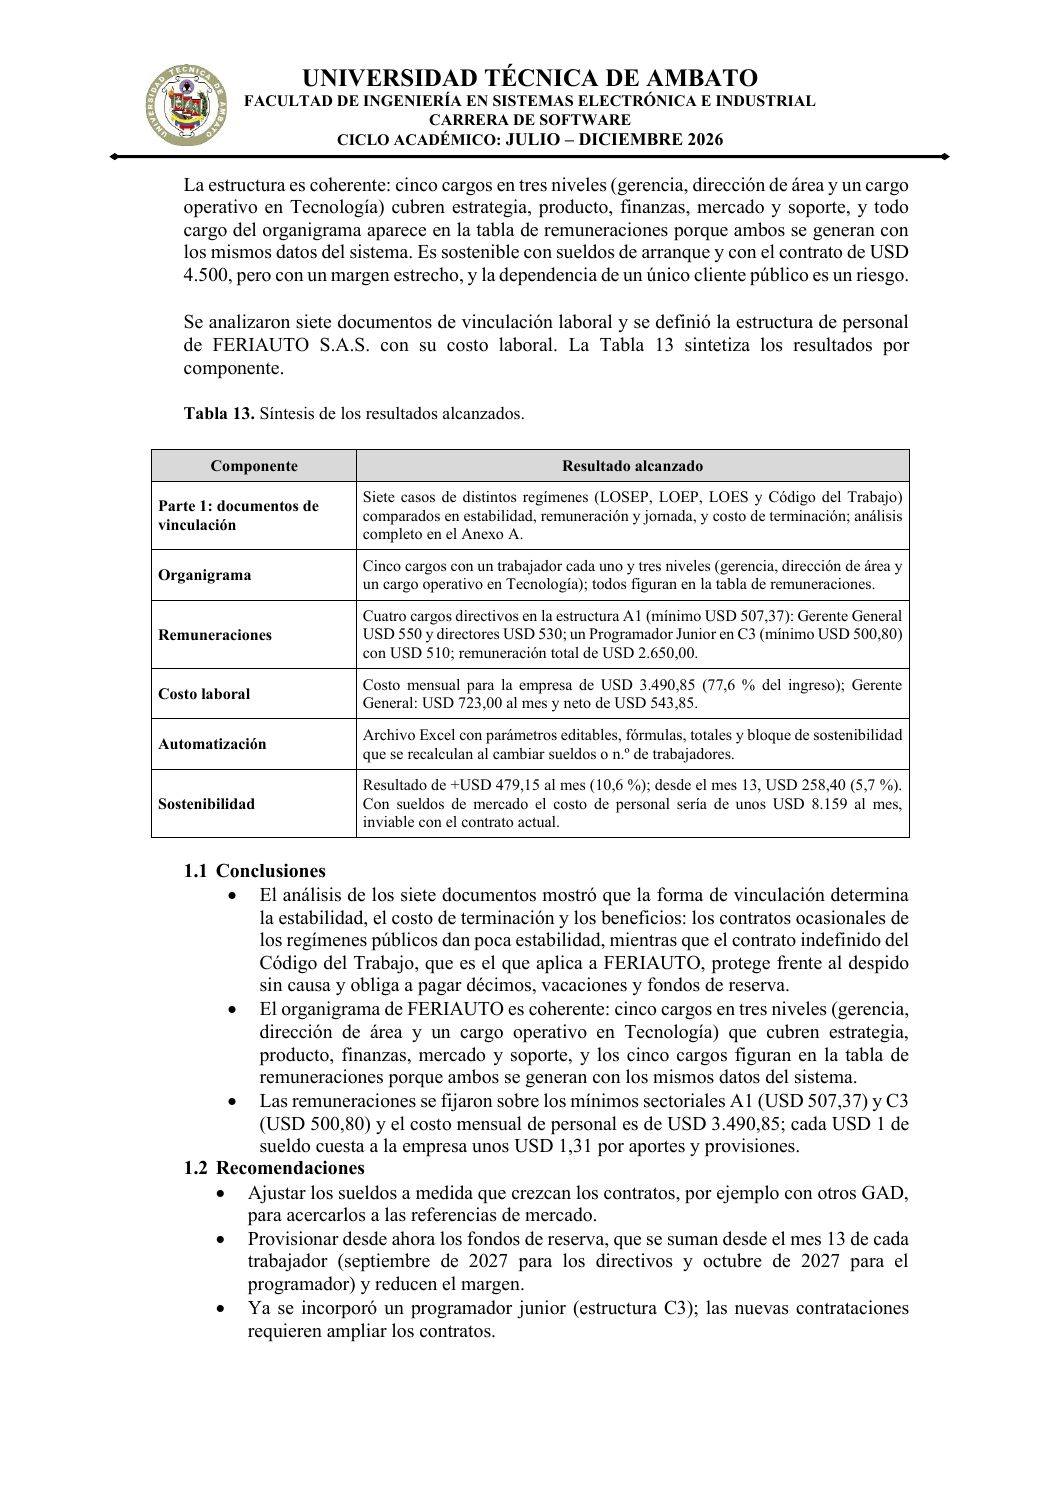 UNIVERSIDAD TÉCNICA DE AMBATO
FACULTAD DE INGENIERÍA EN SISTEMAS ELECTRÓNICA E INDUSTRIAL
CARRERA DE SOFTWARE
CICLO ACADÉMICO: JULIO – DICIEMBRE 2026
UNIVERSIDAD TECNICA DE AMBATO
La estructura es coherente: cinco cargos en tres niveles (gerencia, dirección de área y un cargo
operativo en Tecnología) cubren estrategia, producto, finanzas, mercado y soporte, y todo
cargo del organigrama aparece en la tabla de remuneraciones porque ambos se generan con
los mismos datos del sistema. Es sostenible con sueldos de arranque y con el contrato de USD
4.500, pero con un margen estrecho, y la dependencia de un único cliente público es un riesgo.
Se analizaron siete documentos de vinculación laboral y se definió la estructura de personal
de FERIAUTO S.A.S. con su costo laboral. La Tabla 13 sintetiza los resultados por
componente.
Tabla 13. Síntesis de los resultados alcanzados.
Componente
Resultado alcanzado
Parte 1: documentos de
vinculación
Siete casos de distintos regímenes (LOSEP, LOEP, LOES y Código del Trabajo)
comparados en estabilidad, remuneración y jornada, y costo de terminación; análisis
completo en el Anexo A.
Organigrama
Cinco cargos con un trabajador cada uno y tres niveles (gerencia, dirección de área y
un cargo operativo en Tecnología); todos figuran en la tabla de remuneraciones.
Remuneraciones
Cuatro cargos directivos en la estructura A1 (mínimo USD 507,37): Gerente General
USD 550 y directores USD 530; un Programador Junior en C3 (mínimo USD 500,80)
con USD 510; remuneración total de USD 2.650,00.
Costo laboral
Costo mensual para la empresa de USD 3.490,85 (77,6 % del ingreso); Gerente
General: USD 723,00 al mes y neto de USD 543,85.
Automatización
Archivo Excel con parámetros editables, fórmulas, totales y bloque de sostenibilidad
que se recalculan al cambiar sueldos o n.º de trabajadores.
Sostenibilidad
Resultado de +USD 479,15 al mes (10,6 %); desde el mes 13, USD 258,40 (5,7 %).
Con sueldos de mercado el costo de personal sería de unos USD 8.159 al mes,
inviable con el contrato actual.
1.1 Conclusiones
• El análisis de los siete documentos mostró que la forma de vinculación determina
la estabilidad, el costo de terminación y los beneficios: los contratos ocasionales de
los regímenes públicos dan poca estabilidad, mientras que el contrato indefinido del
Código del Trabajo, que es el que aplica a FERIAUTO, protege frente al despido
sin causa y obliga a pagar décimos, vacaciones y fondos de reserva.
• El organigrama de FERIAUTO es coherente: cinco cargos en tres niveles (gerencia,
dirección de área y un cargo operativo en Tecnología) que cubren estrategia,
producto, finanzas, mercado y soporte, y los cinco cargos figuran en la tabla de
remuneraciones porque ambos se generan con los mismos datos del sistema.
• Las remuneraciones se fijaron sobre los mínimos sectoriales A1 (USD 507,37) y C3
(USD 500,80) y el costo mensual de personal es de USD 3.490,85; cada USD 1 de
sueldo cuesta a la empresa unos USD 1,31 por aportes y provisiones.
1.2 Recomendaciones
• Ajustar los sueldos a medida que crezcan los contratos, por ejemplo con otros GAD,
para acercarlos a las referencias de mercado.
• Provisionar desde ahora los fondos de reserva, que se suman desde el mes 13 de cada
trabajador (septiembre de 2027 para los directivos y octubre de 2027 para el
programador) y reducen el margen.
• Ya se incorporó un programador junior (estructura C3); las nuevas contrataciones
requieren ampliar los contratos.